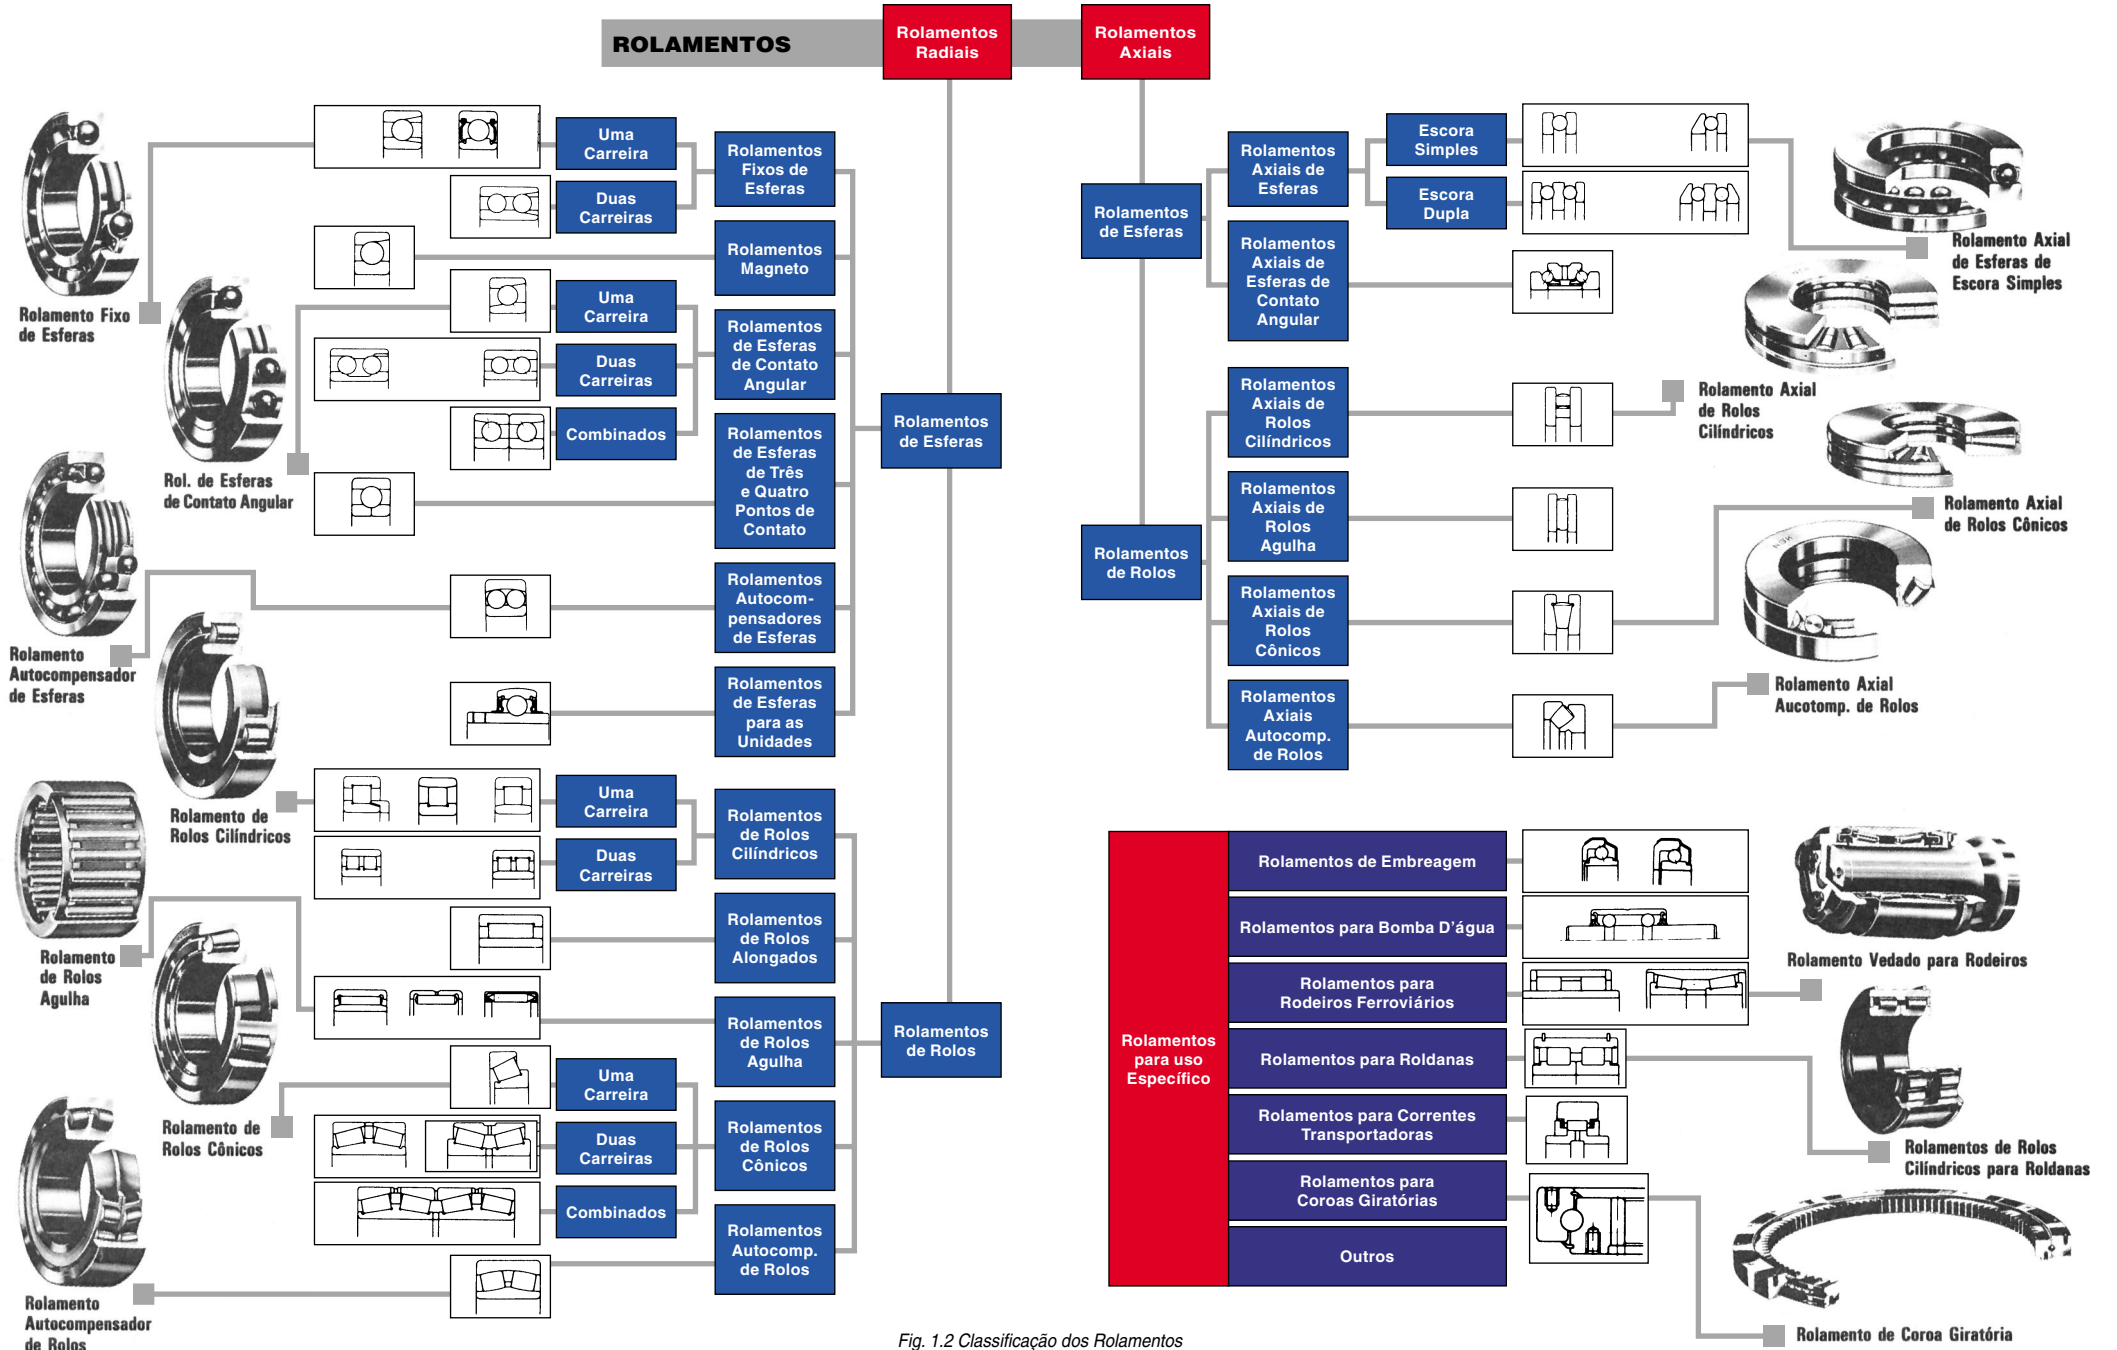 ROLAMENTOS
Rolamentos
Radiais
Rolamentos
Axiais
Uma
Carreira
Duas
Carreiras
Rolamentos
Fixos de
Esferas
Rolamentos
Magneto
Uma
Carreira
Duas
Carreiras
Combinados
Rolamentos
de Esferas
de Contato
Angular
Rolamentos
de Esferas
de Três
e Quatro
Pontos de
Contato
Rolamentos
Autocom-
pensadores
de Esferas
Rolamentos
de Esferas
para as
Unidades
Rolamentos
de Esferas
Uma
Carreira
Duas
Carreiras
Rolamentos
de Rolos
Cilíndricos
Rolamentos
de Rolos
Alongados
Rolamentos
de Rolos
Agulha
Uma
Carreira
Duas
Carreiras
Combinados
Rolamentos
de Rolos
Cônicos
Rolamentos
Autocomp.
de Rolos
Rolamentos
de Rolos
Rolamento Fixo
de Esferas
Rol. de Esferas
de Contato Angular
Rolamento
Autocompensador
de Esferas
Rolamento de
Rolos Cilíndricos
Rolamento
de Rolos
Agulha
Rolamento de
Rolos Cônicos
Rolamento
Autocompensador
de Rolos
Rolamentos
de Esferas
Rolamentos
Axiais de
Esferas
Escora
Simples
Escora
Dupla
Rolamentos
Axiais de
Esferas de
Contato
Angular
Rolamentos
de Rolos
Rolamentos
Axiais de
Rolos
Cilíndricos
Rolamentos
Axiais de
Rolos
Agulha
Rolamentos
Axiais de
Rolos
Cônicos
Rolamentos
Axiais
Autocomp.
de Rolos
Rolamento Axial
de Esferas de
Escora Simples
Rolamento Axial
de Rolos
Cilíndricos
Rolamento Axial
de Rolos Cônicos
Rolamento Axial
Aucotomp. de Rolos
Rolamentos
para uso
Específico
Rolamentos de Embreagem
Rolamentos para Bomba D'água
Rolamentos para
Rodeiros Ferroviários
Rolamentos para Roldanas
Rolamentos para Correntes
Transportadoras
Rolamentos para
Coroas Giratórias
Outros
Rolamento Vedado para Rodeiros
Rolamentos de Rolos
Cilíndricos para Roldanas
Rolamento de Coroa Giratória
Fig. 1.2 Classificação dos Rolamentos